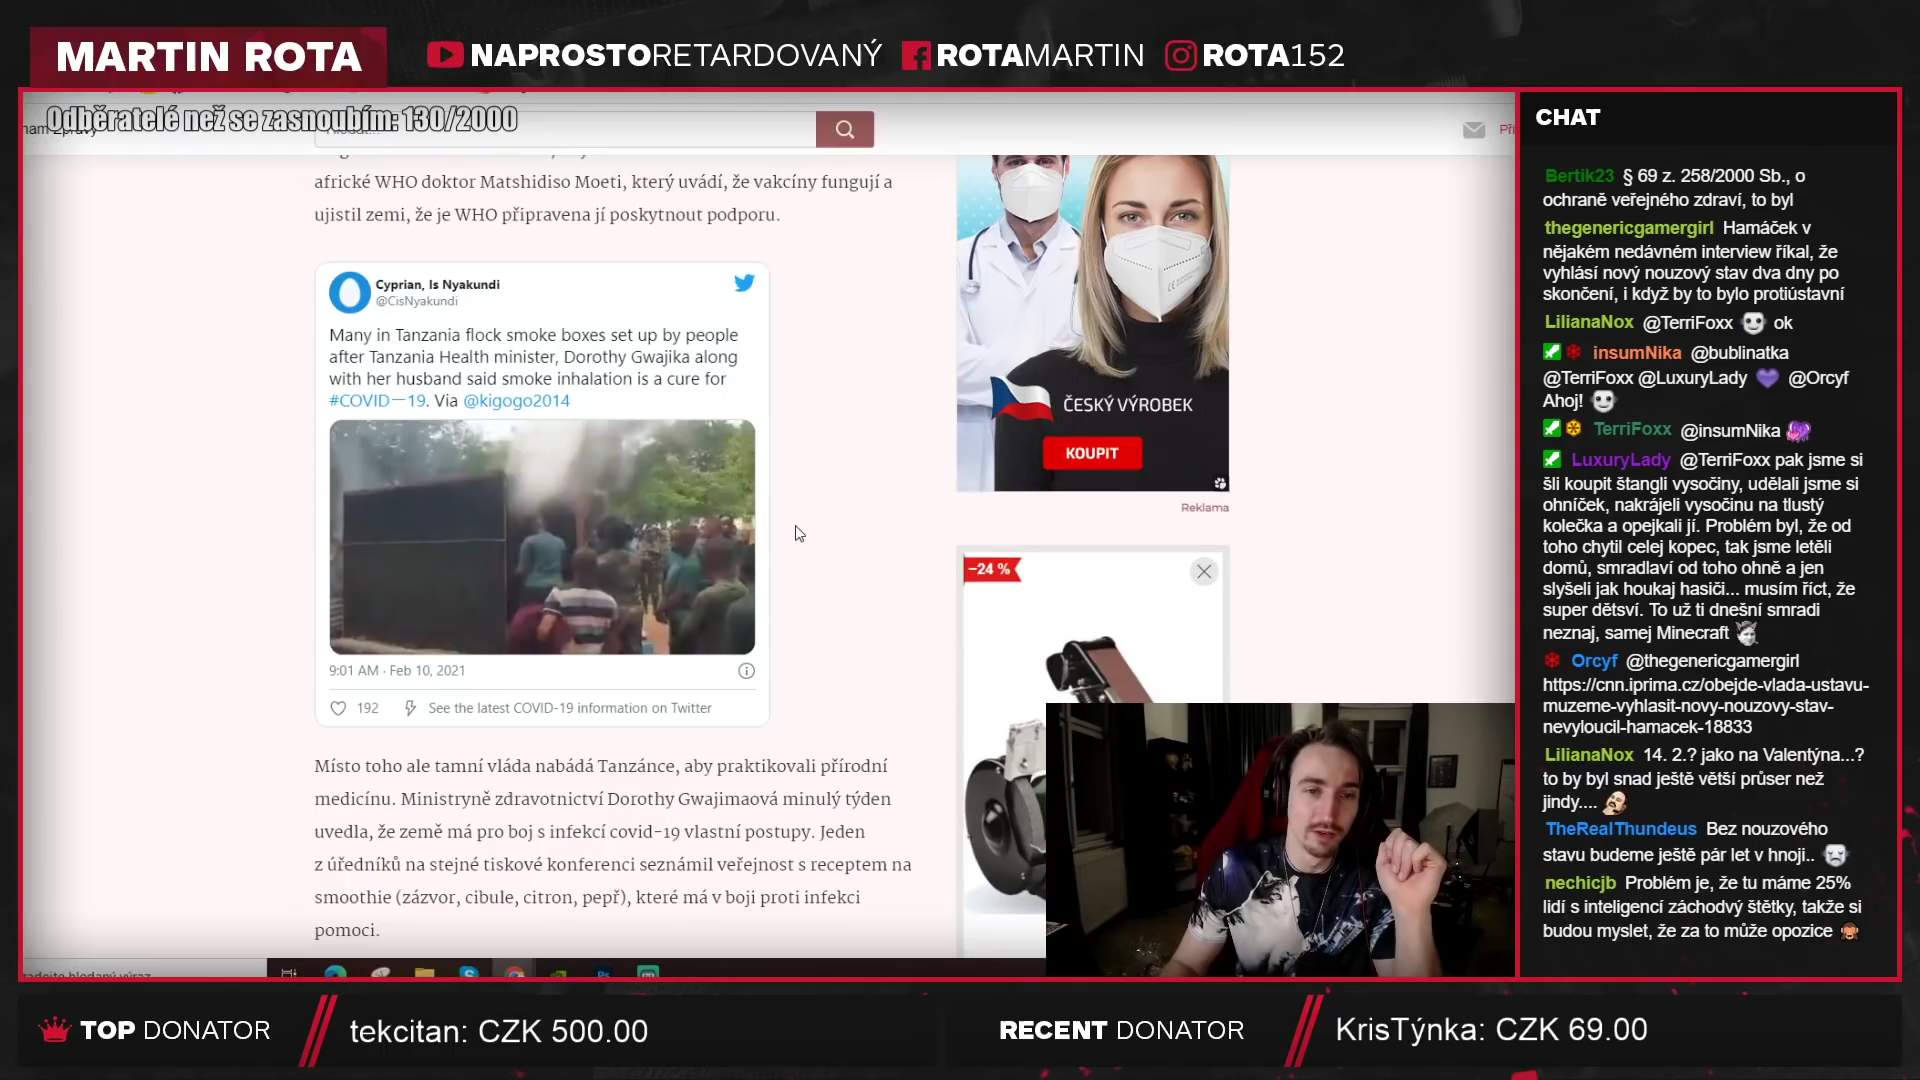 MARTIN ROTA
NAPROSTORETARDOVANÝ
ROTAMARTIN
ROTA152
Odběratelé než se zasnoubím: 130/2000
africké WHO doktor Matshidiso Moeti, který uvádí, že vakcíny fungují a
ujistil zemi, že je WHO připravena jí poskytnout podporu.
Cyprian, Is Nyakundi
@CisNyakundi
Many in Tanzania flock smoke boxes set up by people
after Tanzania Health minister, Dorothy Gwajika along
with her husband said smoke inhalation is a cure for
#COVID—19. Via @kigogo2014
9:01 AM · Feb 10, 2021
192
See the latest COVID-19 information on Twitter
Místo toho ale tamní vláda nabádá Tanzánce, aby praktikovali přírodní
medicínu. Ministryně zdravotnictví Dorothy Gwajimaová minulý týden
uvedla, že země má pro boj s infekcí covid-19 vlastní postupy. Jeden
z úředníků na stejné tiskové konferenci seznámil veřejnost s receptem na
smoothie (zázvor, cibule, citron, pepř), které má v boji proti infekci
pomoci.
ČESKÝ VÝROBEK
KOUPIT
Reklama
−24 %
CHAT
Bertik23 § 69 z. 258/2000 Sb., o
ochraně veřejného zdraví, to byl
thegenericgamergirl Hamáček v
nějakém nedávném interview říkal, že
vyhlásí nový nouzový stav dva dny po
skončení, i když by to bylo protiústavní
LilianaNox @TerriFoxx ok
insumNika @bublinatka
@TerriFoxx @LuxuryLady @Orcyf
Ahoj!
TerriFoxx @insumNika
LuxuryLady @TerriFoxx pak jsme si
šli koupit štangli vysočiny, udělali jsme si
ohníček, nakrájeli vysočinu na tlustý
kolečka a opejkali jí. Problém byl, že od
toho chytil celej kopec, tak jsme letěli
domů, smradlaví od toho ohně a jen
slyšeli jak houkaj hasiči... musím říct, že
super dětsví. To už ti dnešní smradi
neznaj, samej Minecraft
Orcyf @thegenericgamergirl
https://cnn.iprima.cz/obejde-vlada-ustavu-
muzeme-vyhlasit-novy-nouzovy-stav-
nevyloucil-hamacek-18833
LilianaNox 14. 2.? jako na Valentýna...?
to by byl snad ještě větší průser než
jindy....
TheRealThundeus Bez nouzového
stavu budeme ještě pár let v hnoji..
nechicjb Problém je, že tu máme 25%
lidí s inteligencí záchodvý štětky, takže si
budou myslet, že za to může opozice
TOP DONATOR
tekcitan: CZK 500.00
RECENT DONATOR
KrisTýnka: CZK 69.00